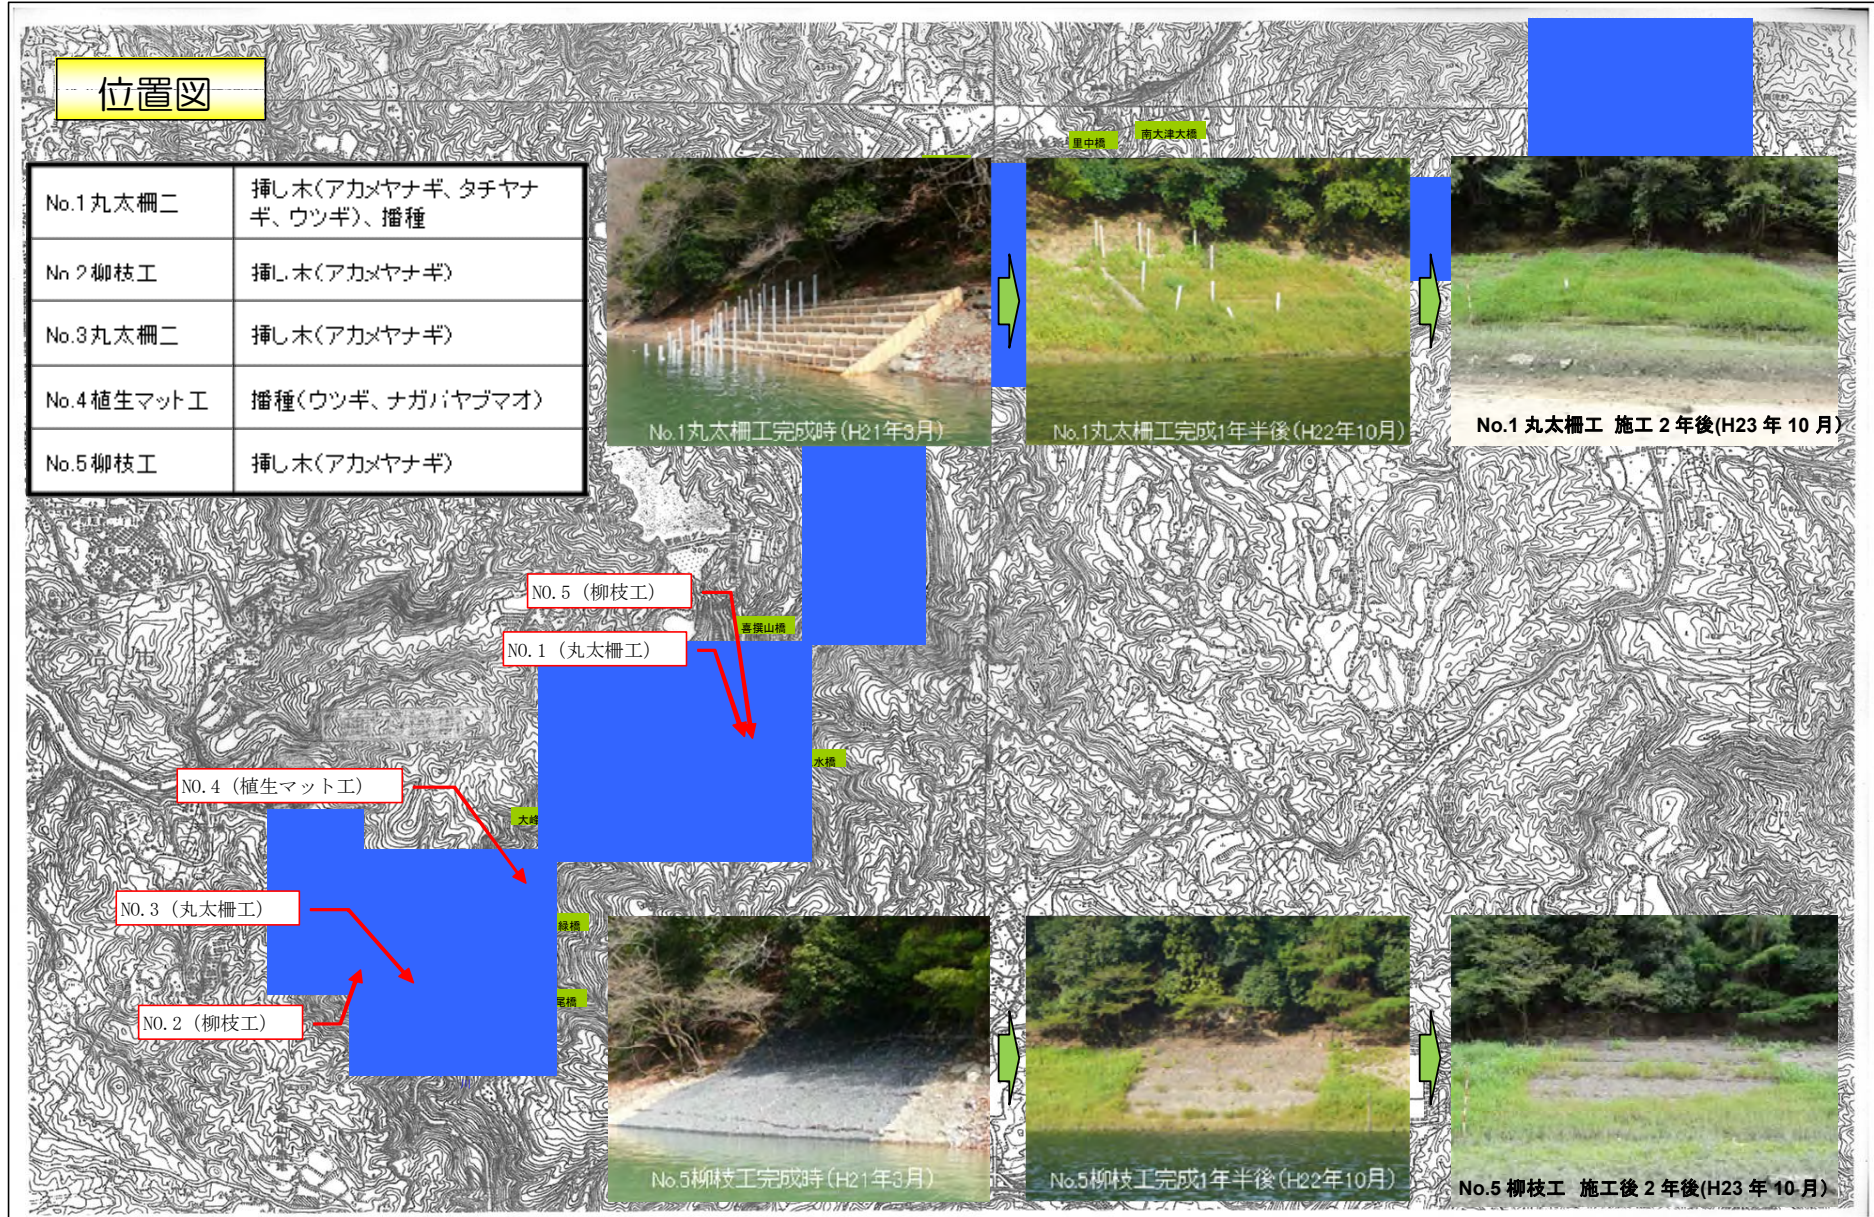 位置図
里中橋
南大津大橋
No.1丸太柵工
挿し木(アカメヤナギ、タチヤナ
ギ、ウツギ)、播種
No.2柳枝工
挿し木(アカメヤナギ)
No.3丸太柵工
挿し木(アカメヤナギ)
No.4植生マット工
播種(ウツギ、ナガバヤブマオ)
No.5柳枝工
挿し木(アカメヤナギ)
No.1丸太柵工完成時(H21年3月)
No.1丸太柵工完成1年半後(H22年10月)
No.1 丸太柵工 施工 2 年後(H23 年 10 月)
NO.5 (柳枝工)
喜撰山橋
NO.1 (丸太柵工)
水橋
NO.4 (植生マット工)
大峰
NO.3 (丸太柵工)
緑橋
尾橋
NO.2 (柳枝工)
No.5柳枝工完成時(H21年3月)
No.5柳枝工完成1年半後(H22年10月)
No.5 柳枝工 施工後 2 年後(H23 年 10 月)